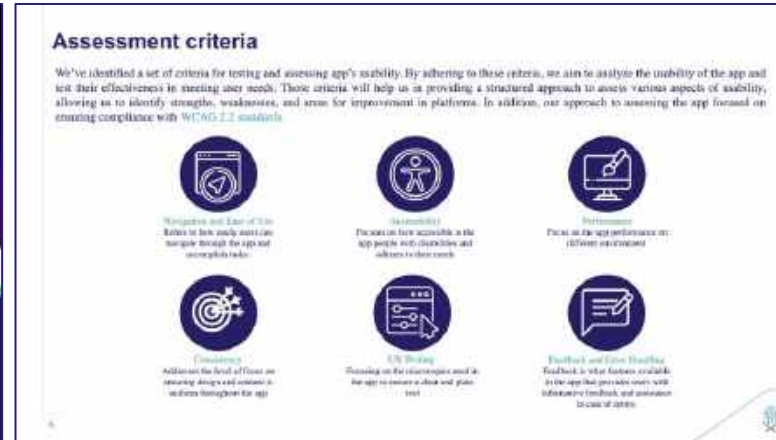 Assessment criteria
We've identified a set of criteria for testing and assessing app's usability. By adhering to these criteria, we aim to analyze the usability of the app and
test their effectiveness in meeting user needs. Those criteria will help us in providing a structured approach to assess various aspects of usability,
allowing us to identify strengths, weaknesses, and areas for improvement in platforms. In addition, our approach to assessing the app focused on
ensuring compliance with WCAG 2.2 standards
Navigation and Ease of Use
Refers to how easily users can
navigate through the app and
accomplish tasks
Accessibility
Focuses on how accessible is the
app people with disabilities and
adheres to their needs
Performance
Focus on the app performance on
different environment
Consistency
Addresses the level of focus on
ensuring design and content is
uniform throughout the app
UX Writing
Focusing on the microcopies used in
the app to ensure a clear and plain
text
Feedback and Error Handling
Feedback is what features available
in the app that provides users with
informative feedback and assistance
in case of errors